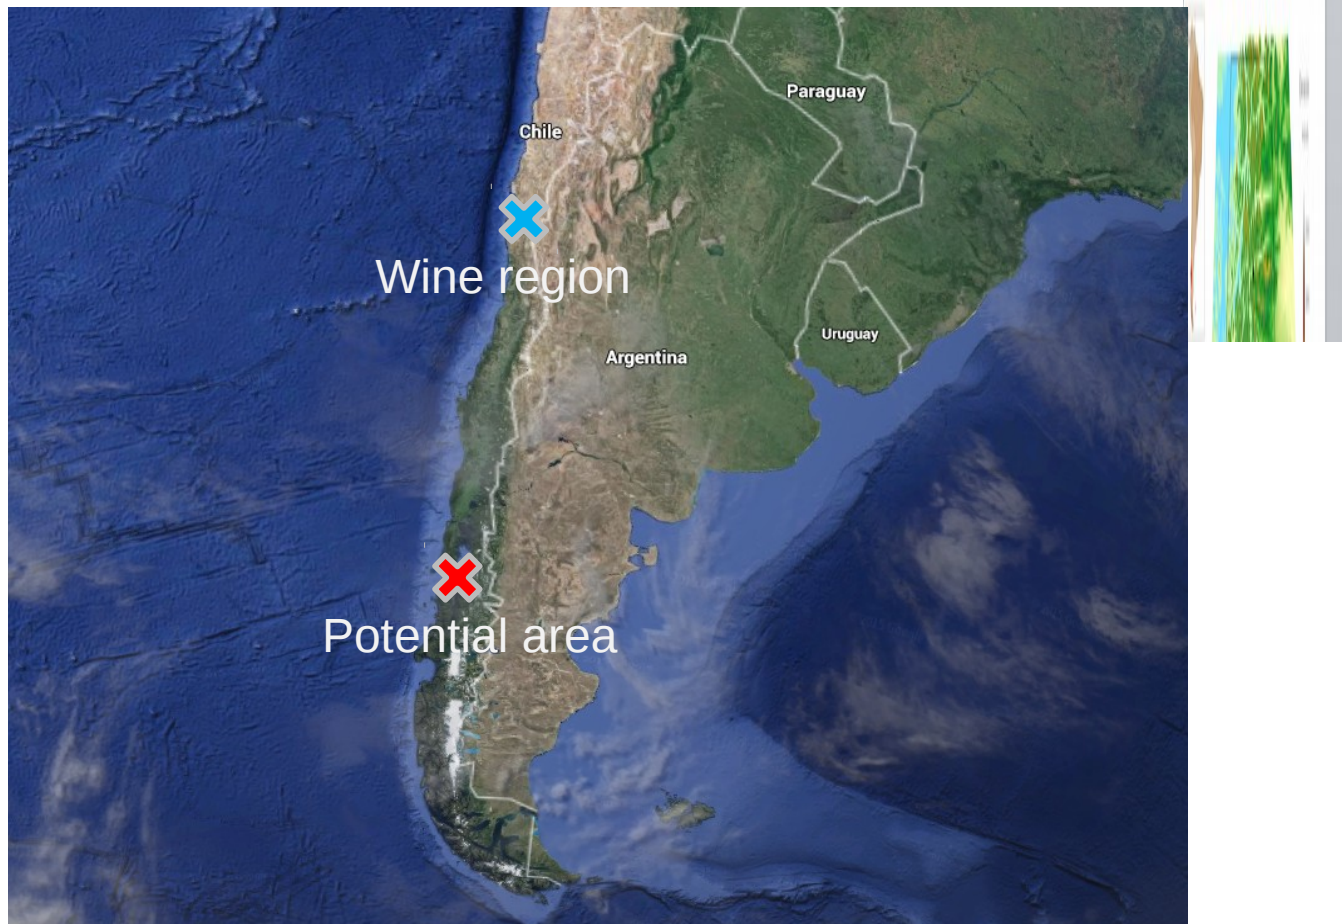 Paraguay
Chile
Wine region
Uruguay
Argentina
Potential area